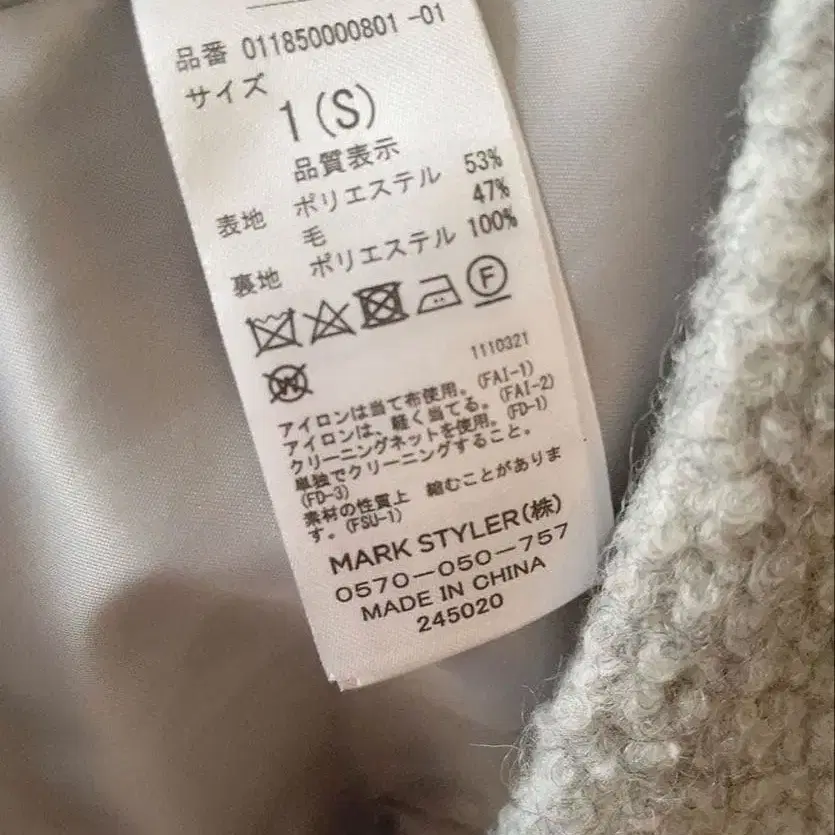 品番 011850000801 -01
サイズ
1(S)
品質表示
表地 ポリエステル 53%
毛 47%
裏地 ポリエステル 100%
F
1110321
W
アイロンは当て布使用。(FAI-1)
アイロンは、軽く当てる。(FAI-2)
クリーニングネットを使用。(FD-1)
単独でクリーニングすること。
(FD-3)
素材の性質上 縮むことがありま
す。(FSU-1)
MARK STYLER(株)
0570-050-757
MADE IN CHINA
245020